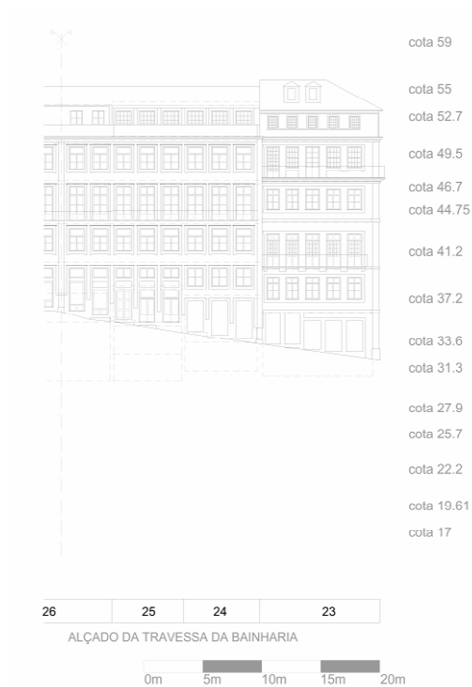 cota 59
cota 55
cota 52.7
cota 49.5
cota 46.7
cota 44.75
cota 41.2
cota 37.2
cota 33.6
cota 31.3
cota 27.9
cota 25.7
cota 22.2
cota 19.61
cota 17
26 25 24 23
ALÇADO DA TRAVESSA DA BAINHARIA
0m 5m 10m 15m 20m